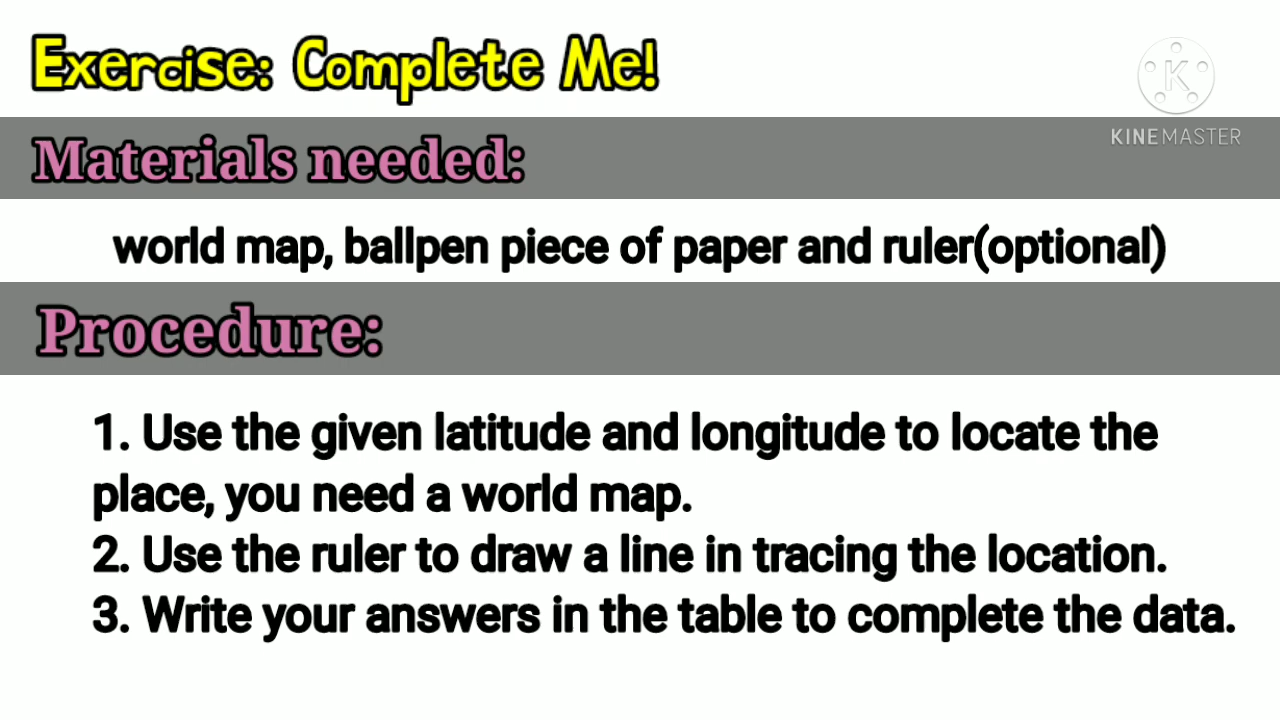 Exercise: Complete Me!
K
KINEMASTER
Materials needed:
world map, ballpen piece of paper and ruler(optional)
Procedure:
1. Use the given latitude and longitude to locate the
place, you need a world map.
2. Use the ruler to draw a line in tracing the location.
3. Write your answers in the table to complete the data.